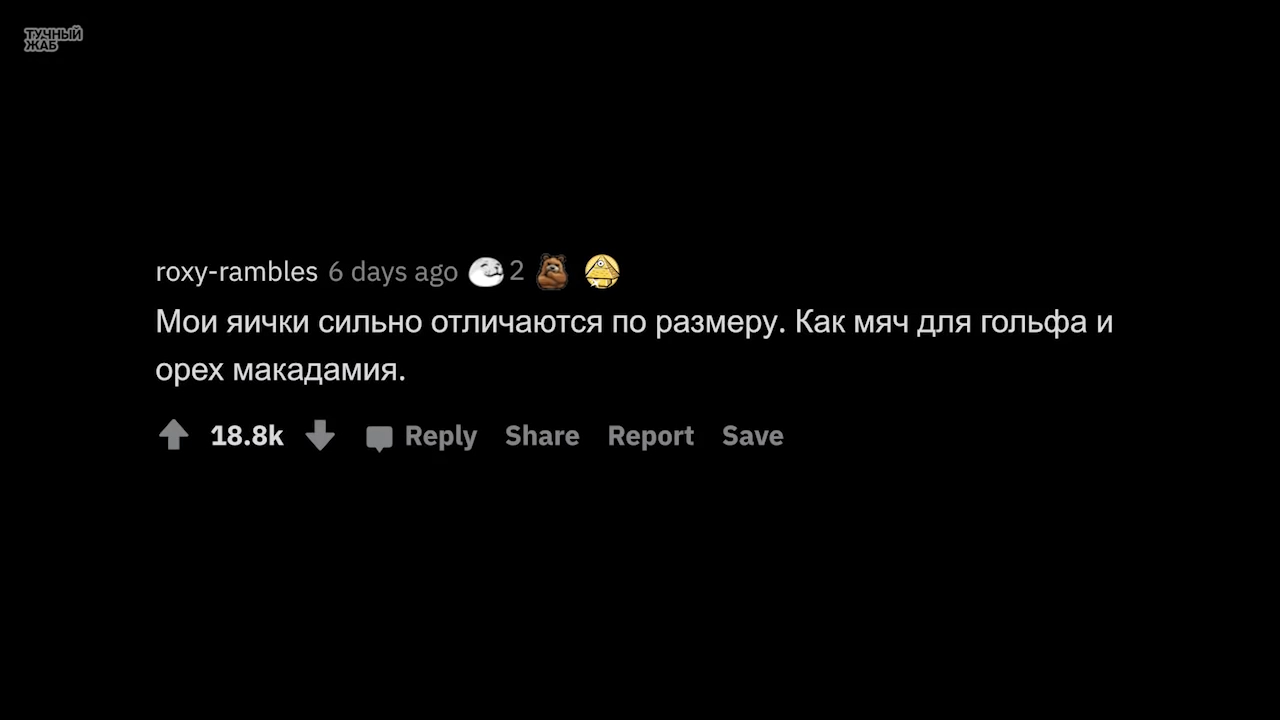 ТУЧНЫЙ
ЖАБ
roxy-rambles 6 days ago 2
Мои яички сильно отличаются по размеру. Как мяч для гольфа и
орех макадамия.
18.8k Reply Share Report Save